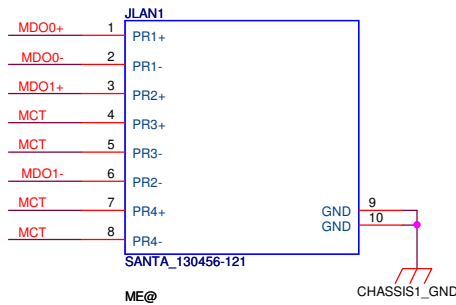 JLAN1
MDO0+ 1 PR1+
MDO0- 2 PR1-
MDO1+ 3 PR2+
MCT 4 PR3+
MCT 5 PR3-
MDO1- 6 PR2-
MCT 7 PR4+ GND 9
GND 10
MCT 8 PR4-
SANTA_130456-121
CHASSIS1_GND
ME@